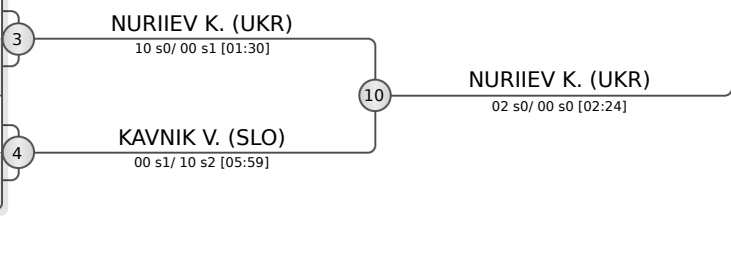 NURIIEV K. (UKR)
3
10 s0/ 00 s1 [01:30]
NURIIEV K. (UKR)
10
02 s0/ 00 s0 [02:24]
KAVNIK V. (SLO)
4
00 s1/ 10 s2 [05:59]